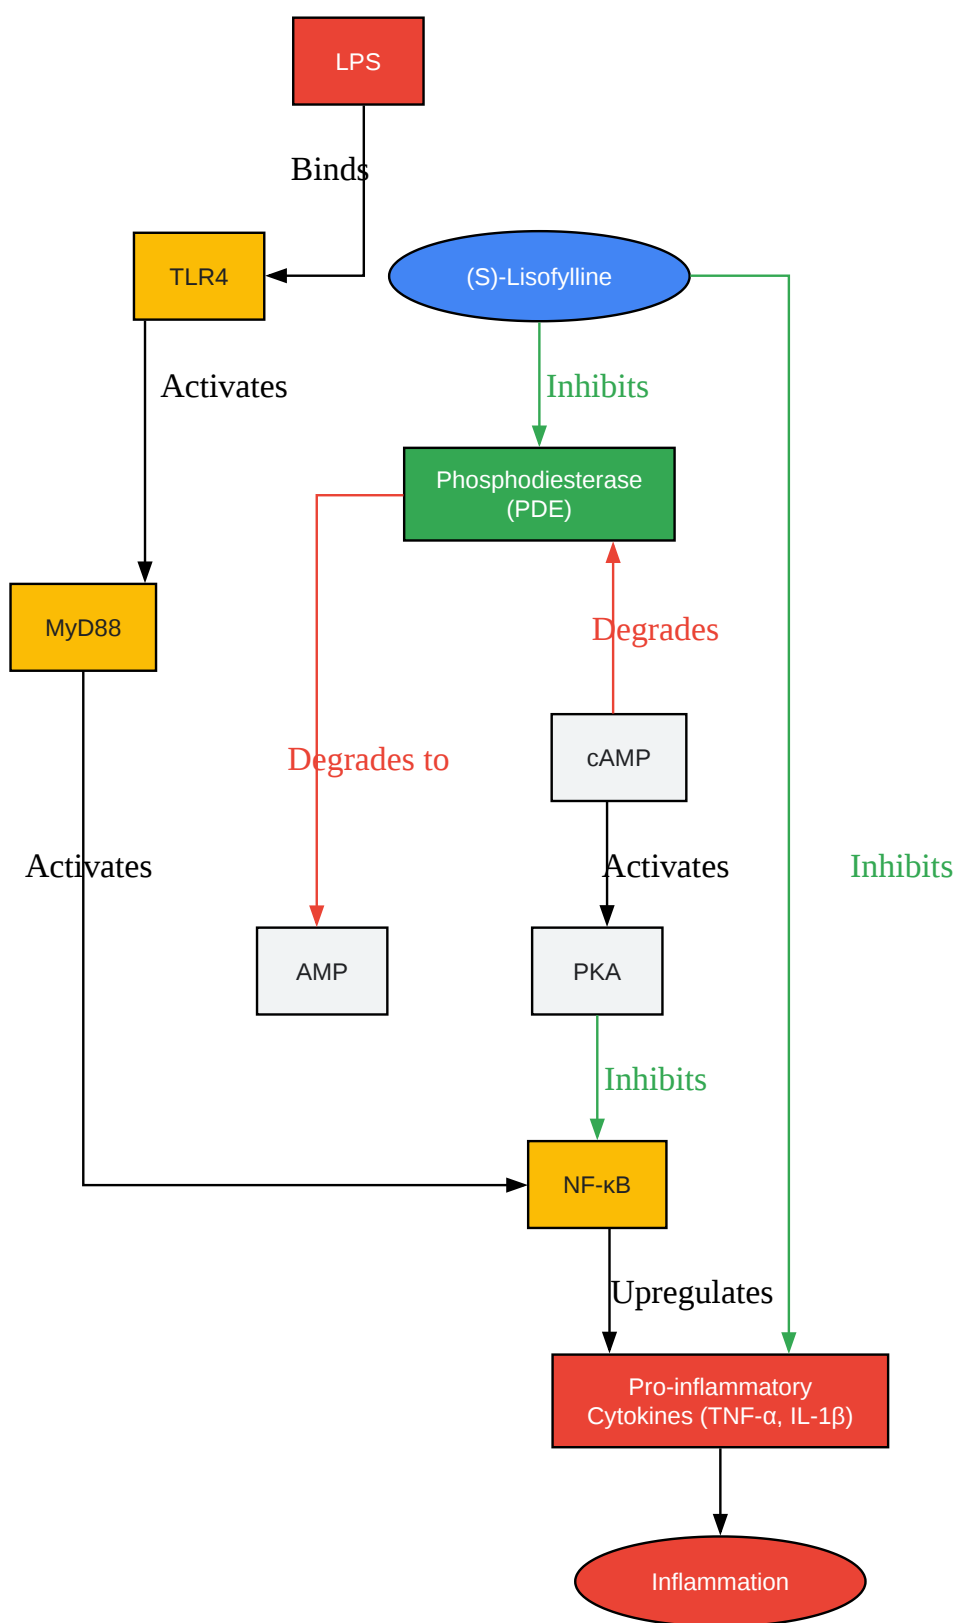 LPS
Binds
TLR4
(S)-Lisofylline
Activates
Inhibits
Phosphodiesterase
(PDE)
MyD88
Degrades
Degrades to
cAMP
Activates
Activates
Inhibits
AMP
PKA
Inhibits
NF-κB
Upregulates
Pro-inflammatory
Cytokines (TNF-α, IL-1β)
Inflammation